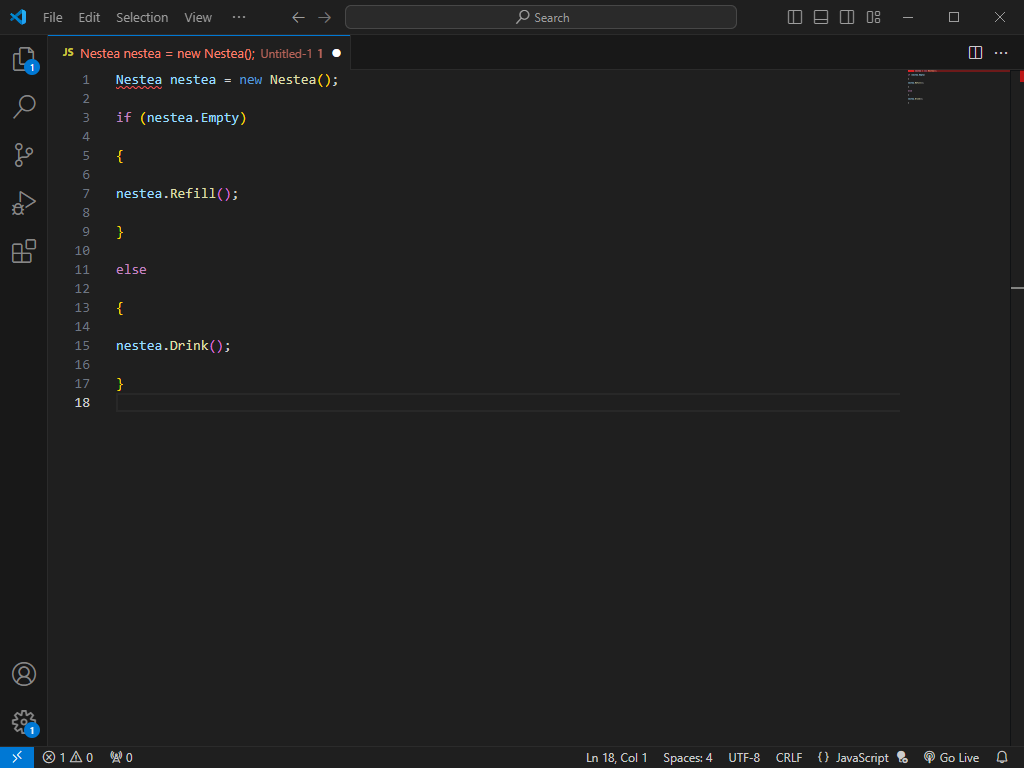 File Edit Selection View ··· Search
JS Nestea nestea = new Nestea(); Untitled-1 1
1 Nestea nestea = new Nestea();
2
3 if (nestea.Empty)
4
5 {
6
7 nestea.Refill();
8
9 }
10
11 else
12
13 {
14
15 nestea.Drink();
16
17 }
18
1
1
1 0 0 Ln 18, Col 1 Spaces: 4 UTF-8 CRLF {} JavaScript Go Live